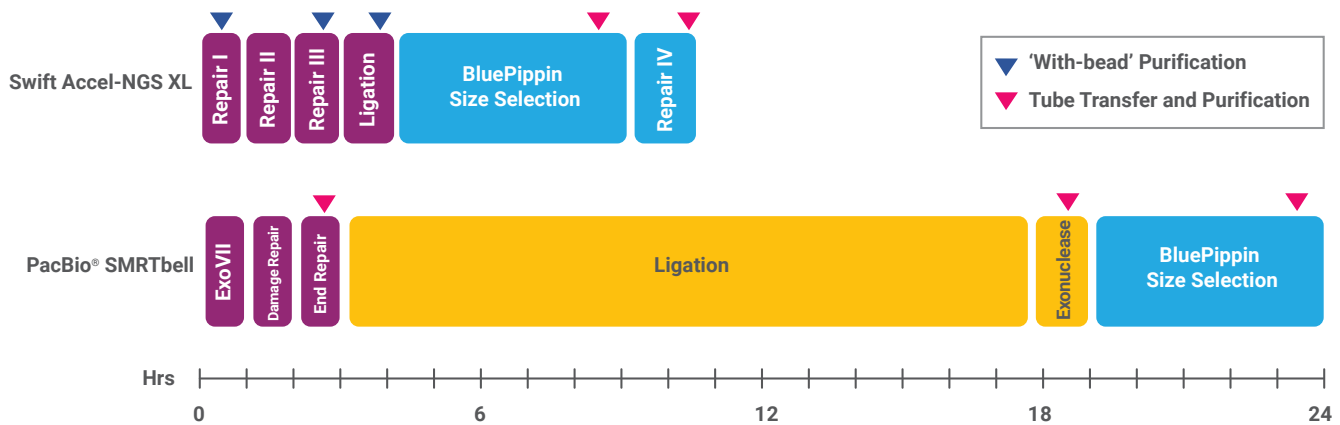 Swift Accel-NGS XL
Repair I
Repair II
Repair III
Ligation
BluePippin
Size Selection
Repair IV
'With-bead' Purification
Tube Transfer and Purification
PacBio® SMRTbell
ExoVII
Damage Repair
End Repair
Ligation
Exonuclease
BluePippin
Size Selection
Hrs
0
6
12
18
24